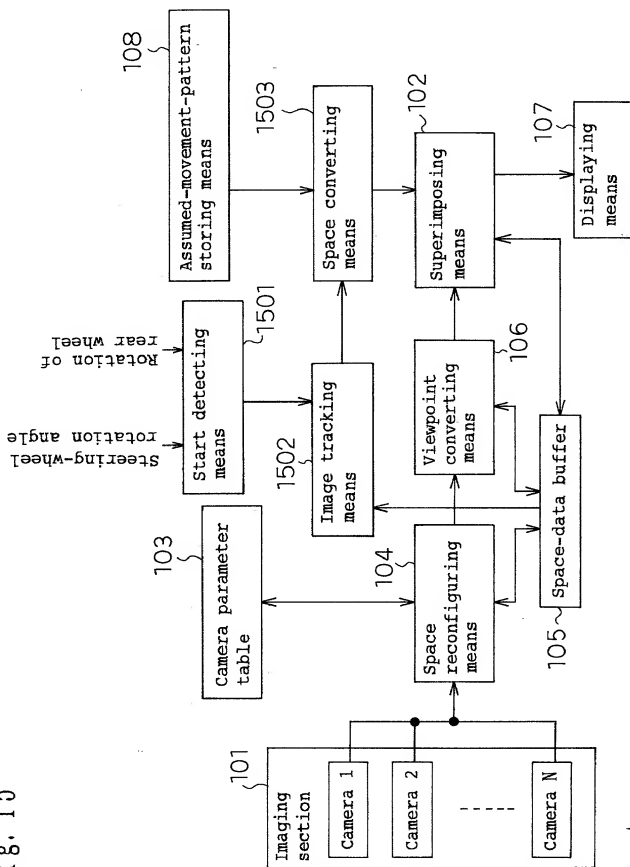 g. 15
101
Imaging
section
Camera 1
Camera 2
Camera N
103
Camera parameter
table
104
Space
reconfiguring
means
105
Space-data buffer
Steering-wheel
rotation angle
Rotation of
rear wheel
Start detecting
means
1501
1502
Image tracking
means
Viewpoint
converting
means
106
108
Assumed-movement-pattern
storing means
1503
Space converting
means
102
Superimposing
means
107
Displaying
means